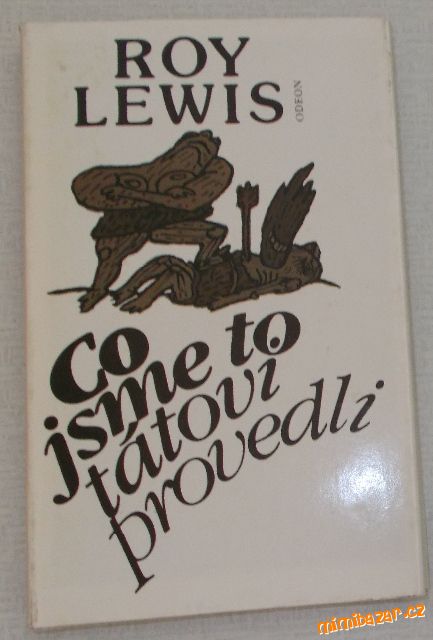 ROY
LEWIS
ODEON
Co
jsme to
tátovi
provedli
mimibazar.cz